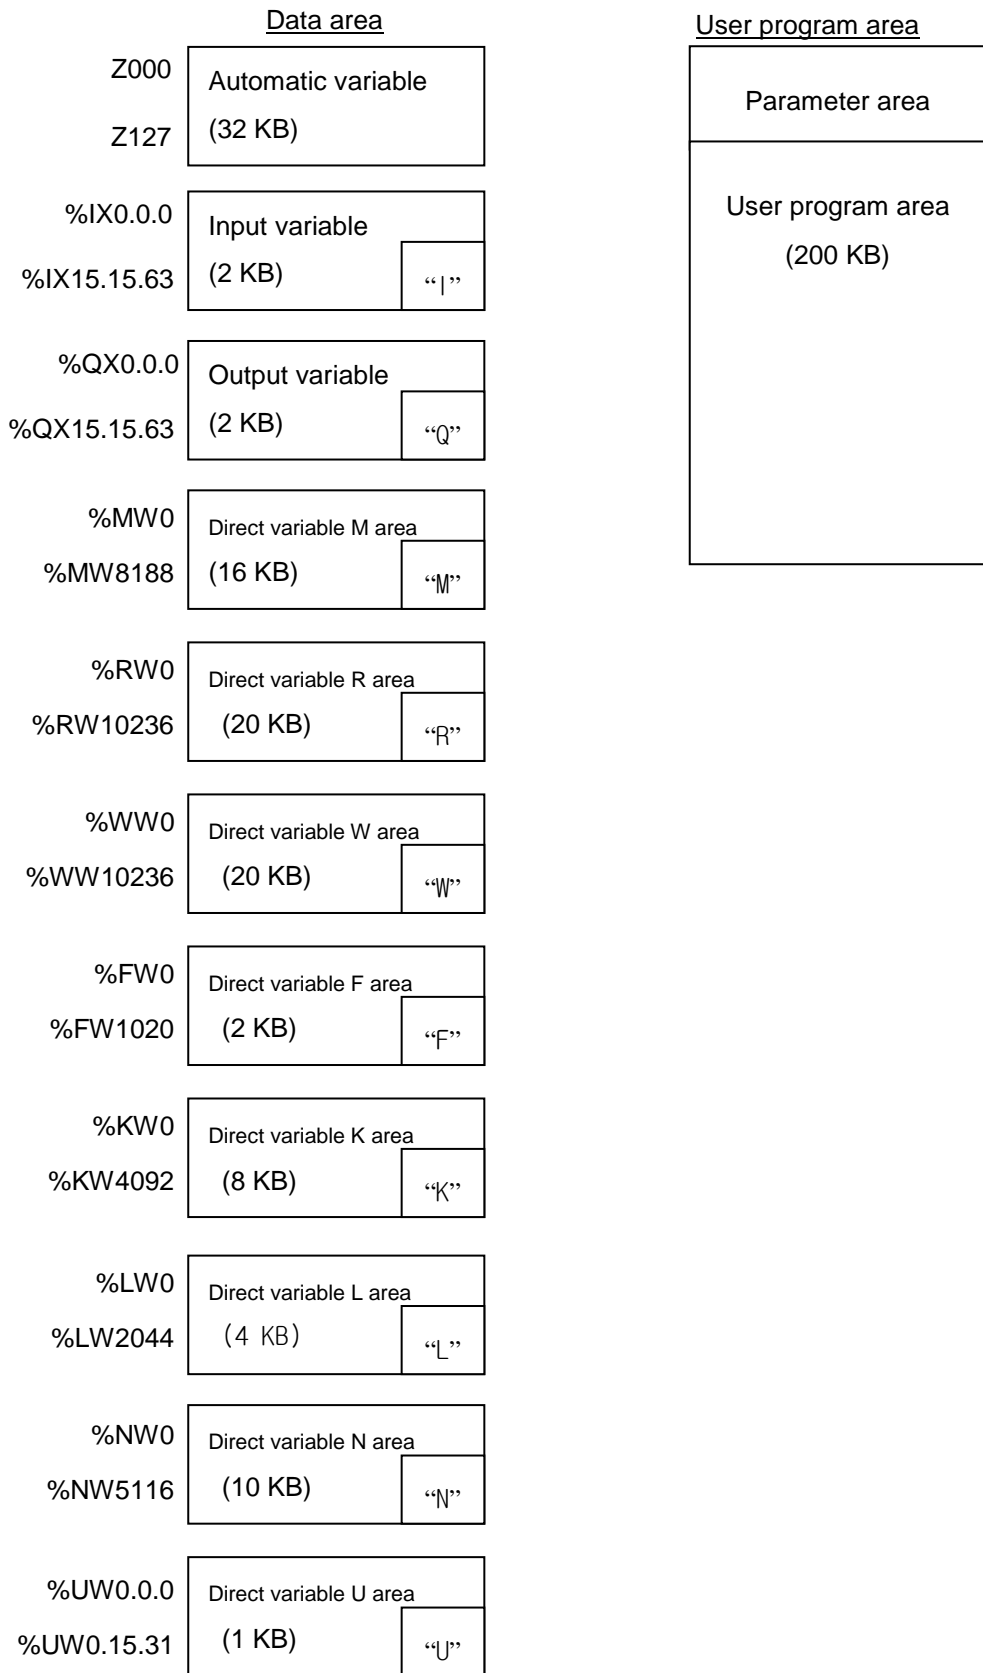 Data area
Z000
Automatic variable
Z127
(32 KB)
%IX0.0.0
Input variable
%IX15.15.63
(2 KB)
“I”
%QX0.0.0
Output variable
%QX15.15.63
(2 KB)
“Q”
%MW0
Direct variable M area
%MW8188
(16 KB)
“M”
%RW0
Direct variable R area
%RW10236
(20 KB)
“R”
%WW0
Direct variable W area
%WW10236
(20 KB)
“W”
%FW0
Direct variable F area
%FW1020
(2 KB)
“F”
%KW0
Direct variable K area
%KW4092
(8 KB)
“K”
%LW0
Direct variable L area
%LW2044
(4 KB)
“L”
%NW0
Direct variable N area
%NW5116
(10 KB)
“N”
%UW0.0.0
Direct variable U area
%UW0.15.31
(1 KB)
“U”
User program area
Parameter area
User program area
(200 KB)